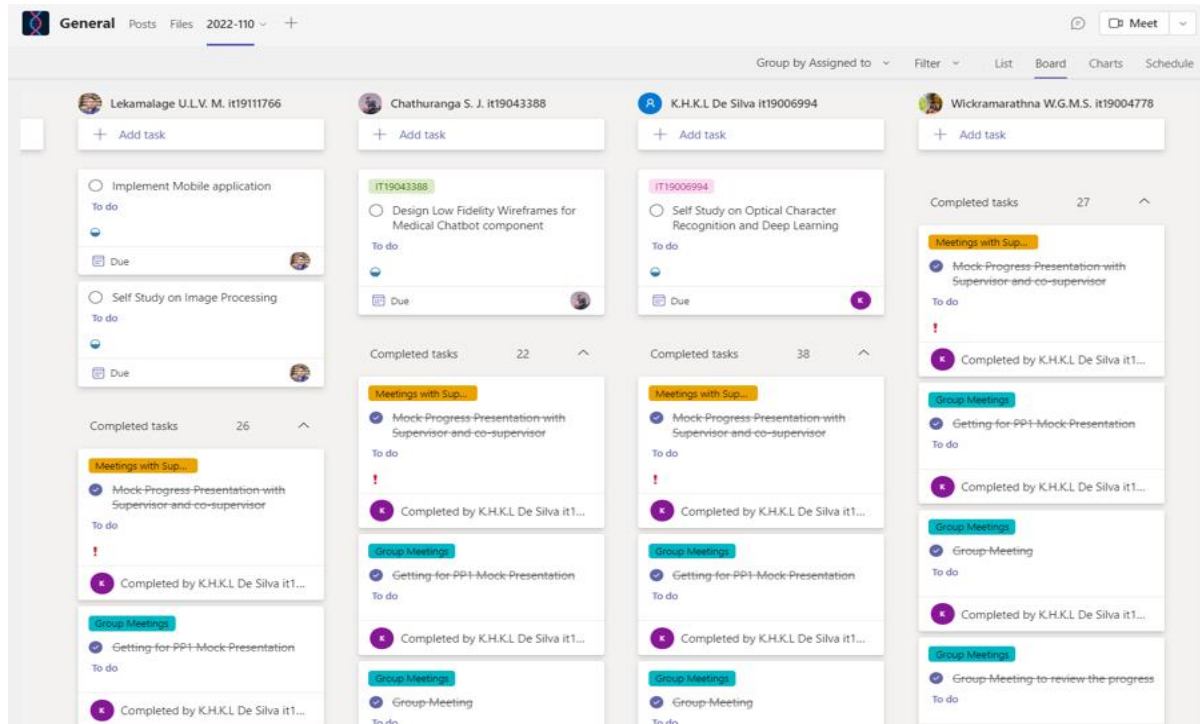 General Posts Files 2022-110
Meet
Group by Assigned to Filter List Board Charts Schedule
Lekamalage U.L.V. M. it19111766
Add task
Implement Mobile application
To do
Due
Self Study on Image Processing
To do
Due
Completed tasks 26
Meetings with Sup...
Mock Progress Presentation with
Supervisor and co-supervisor
To do
K Completed by K.H.K.L De Silva it1...
Group Meetings
Getting for PP1 Mock Presentation
To do
K Completed by K.H.K.L De Silva it1...
Chathuranga S. J. it19043388
Add task
IT19043388
Design Low Fidelity Wireframes for
Medical Chatbot component
To do
Due
Completed tasks 22
Meetings with Sup...
Mock Progress Presentation with
Supervisor and co-supervisor
To do
K Completed by K.H.K.L De Silva it1...
Group Meetings
Getting for PP1 Mock Presentation
To do
K Completed by K.H.K.L De Silva it1...
Group Meetings
Group Meeting
To do
K.H.K.L De Silva it19006994
Add task
IT19006994
Self Study on Optical Character
Recognition and Deep Learning
To do
Due K
Completed tasks 38
Meetings with Sup...
Mock Progress Presentation with
Supervisor and co-supervisor
To do
K Completed by K.H.K.L De Silva it1...
Group Meetings
Getting for PP1 Mock Presentation
To do
K Completed by K.H.K.L De Silva it1...
Group Meetings
Group Meeting
To do
Wickramarathna W.G.M.S. it19004778
Add task
Completed tasks 27
Meetings with Sup...
Mock Progress Presentation with
Supervisor and co-supervisor
To do
K Completed by K.H.K.L De Silva it1...
Group Meetings
Getting for PP1 Mock Presentation
To do
K Completed by K.H.K.L De Silva it1...
Group Meetings
Group Meeting
To do
K Completed by K.H.K.L De Silva it1...
Group Meetings
Group Meeting to review the progress
To do